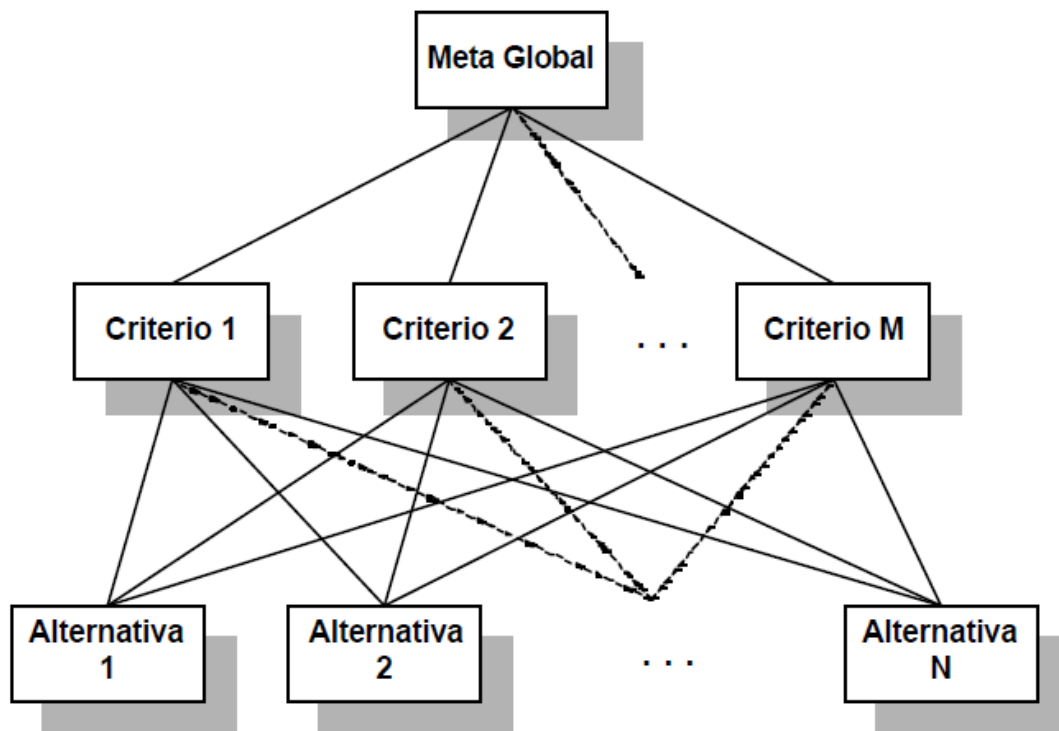 Meta Global
Criterio 1
Criterio 2
. . .
Criterio M
Alternativa
1
Alternativa
2
. . .
Alternativa
N